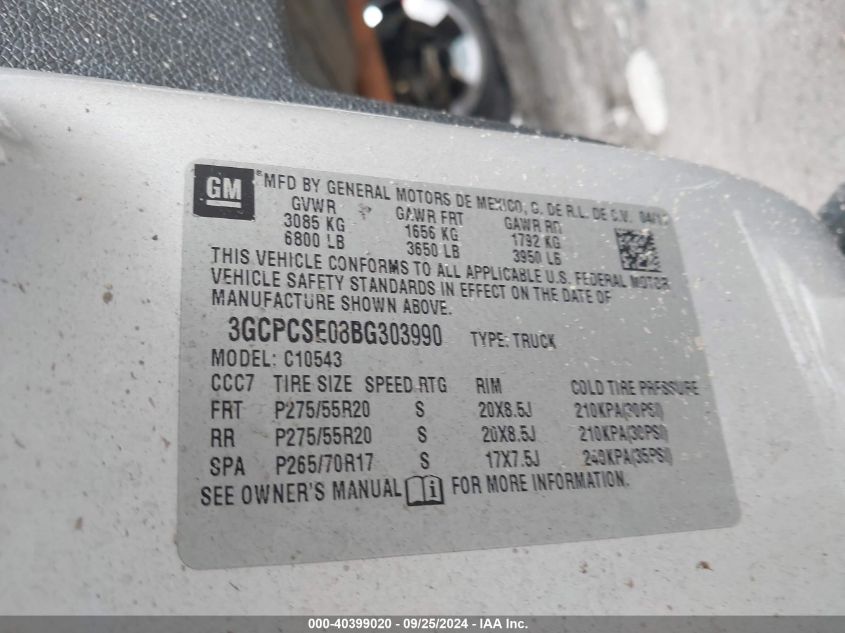 GM
MFD BY GENERAL MOTORS DE MEXICO, G. DE R.L. DE C.V.
GVWR GAWR FRT GAWR RR
3085 KG 1656 KG 1792 KG
6800 LB 3650 LB 3950 LB
THIS VEHICLE CONFORMS TO ALL APPLICABLE U.S. FEDERAL MOTOR
VEHICLE SAFETY STANDARDS IN EFFECT ON THE DATE OF
MANUFACTURE SHOWN ABOVE.
3GCPCSE08BG303990 TYPE: TRUCK
MODEL: C10543
CCC7 TIRE SIZE SPEED RTG RIM COLD TIRE PRESSURE
FRT P275/55R20 S 20X8.5J 210KPA(30PSI)
RR P275/55R20 S 20X8.5J 210KPA(30PSI)
SPA P265/70R17 S 17X7.5J 240KPA(35PSI)
SEE OWNER'S MANUAL i FOR MORE INFORMATION.
000-40399020 - 09/25/2024 - IAA Inc.